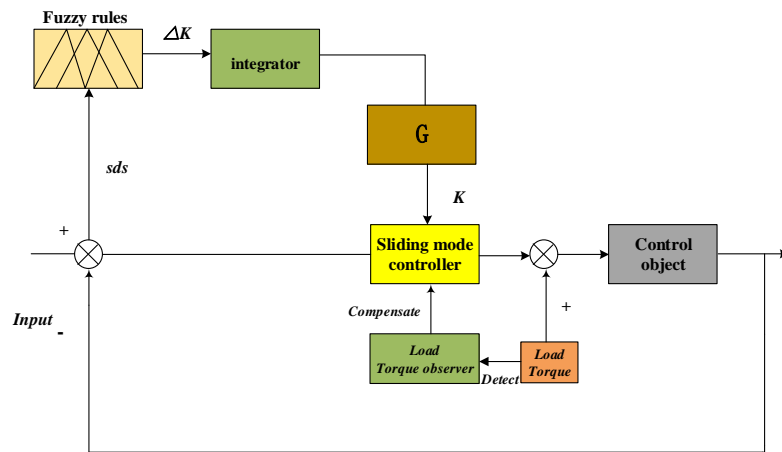 Fuzzy rules
△K
integrator
G
sds
K
+
Sliding mode
controller
Control
object
Input
-
Compensate
+
Load
Torque observer
Detect
Load
Torque